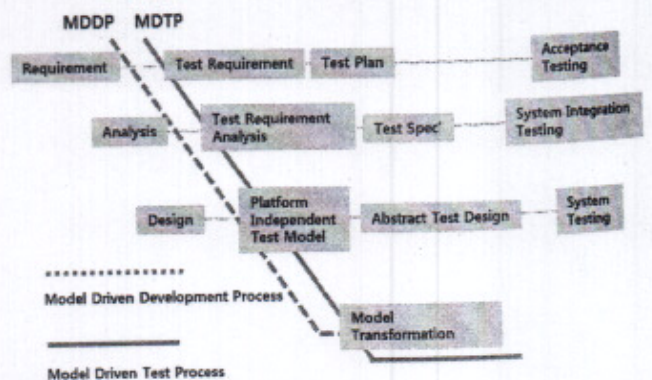 MDDP MDTP
Requirement Test Requirement Test Plan Acceptance
Testing
Analysis Test Requirement
Analysis Test Spec' System Integration
Testing
Design Platform
Independent
Test Model Abstract Test Design System
Testing
Model Driven Development Process
Model
Transformation
Model Driven Test Process